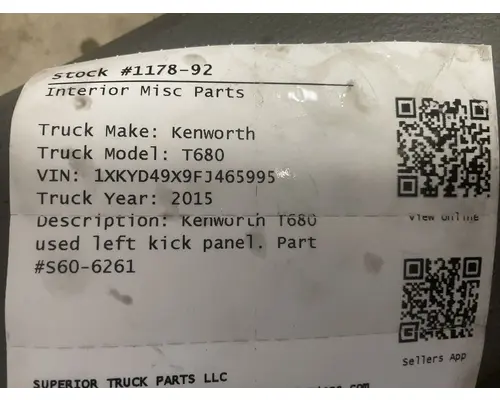 stock #1178-92
Interior Misc Parts
Truck Make: Kenworth
Truck Model: T680
VIN: 1XKYD49X9FJ465995
Truck Year: 2015
Description: Kenworth T680
used left kick panel. Part
#S60-6261
View Online
Sellers App
SUPERIOR TRUCK PARTS LLC